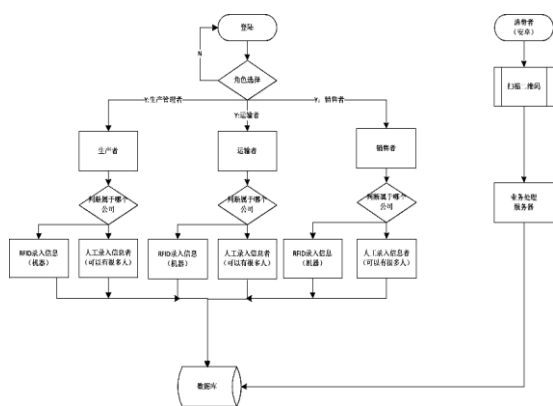 登陆
消费者
（安卓）
N
角色选择
扫描二维码
Y:生产管理者
Y:运输者
Y：销售者
生产者
运输者
销售者
判断属于哪个
公司
判断属于哪个
公司
判断属于哪个
公司
业务处理
服务器
RFID录入信息
（机器）
人工录入信息者
（可以有很多人）
RFID录入信息
（机器）
人工录入信息者
（可以有很多人）
RFID录入信息
（机器）
人工录入信息者
（可以有很多人）
数据库